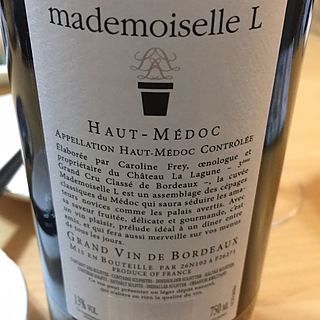 mademoiselle L
HAUT-MÉDOC
APPELLATION HAUT-MÉDOC CONTRÔLÉE
Élaborée par Caroline Frey, œnologue et
propriétaire du Château La Lagune - 3ème
Grand Cru Classé de Bordeaux -, la cuvée
Mademoiselle L est un assemblage des cépages
classiques du Médoc qui saura séduire les ama-
teurs novices comme les palais avertis. Avec
sa saveur fruitée, délicate et gourmande, c'est
un vin plaisir, prélude idéal à un dîner entre
amis, et qui fera aussi merveille sur vos menus
de tous les jours.
GRAND VIN DE BORDEAUX
MIS EN BOUTEILLE PAR
PRODUCE OF FRANCE
13% vol
750 ml